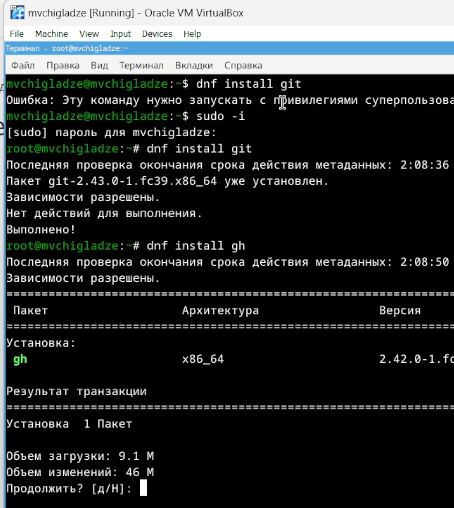 mvchigladze [Running] - Oracle VM VirtualBox
File Machine View Input Devices Help
Терминал - root@mvchigladze:~
Файл Правка Вид Терминал Вкладки Справка
mvchigladze@mvchigladze:~$ dnf install git
Ошибка: Эту команду нужно запускать с привилегиями суперпользова
mvchigladze@mvchigladze:~$ sudo -i
[sudo] пароль для mvchigladze:
root@mvchigladze:~# dnf install git
Последняя проверка окончания срока действия метаданных: 2:08:36
Пакет git-2.43.0-1.fc39.x86_64 уже установлен.
Зависимости разрешены.
Нет действий для выполнения.
Выполнено!
root@mvchigladze:~# dnf install gh
Последняя проверка окончания срока действия метаданных: 2:08:50
Зависимости разрешены.
================================================================
Пакет Архитектура Версия
================================================================
Установка:
gh x86_64 2.42.0-1.fc
Результат транзакции
================================================================
Установка 1 Пакет
Объем загрузки: 9.1 M
Объем изменений: 46 M
Продолжить? [д/Н]: